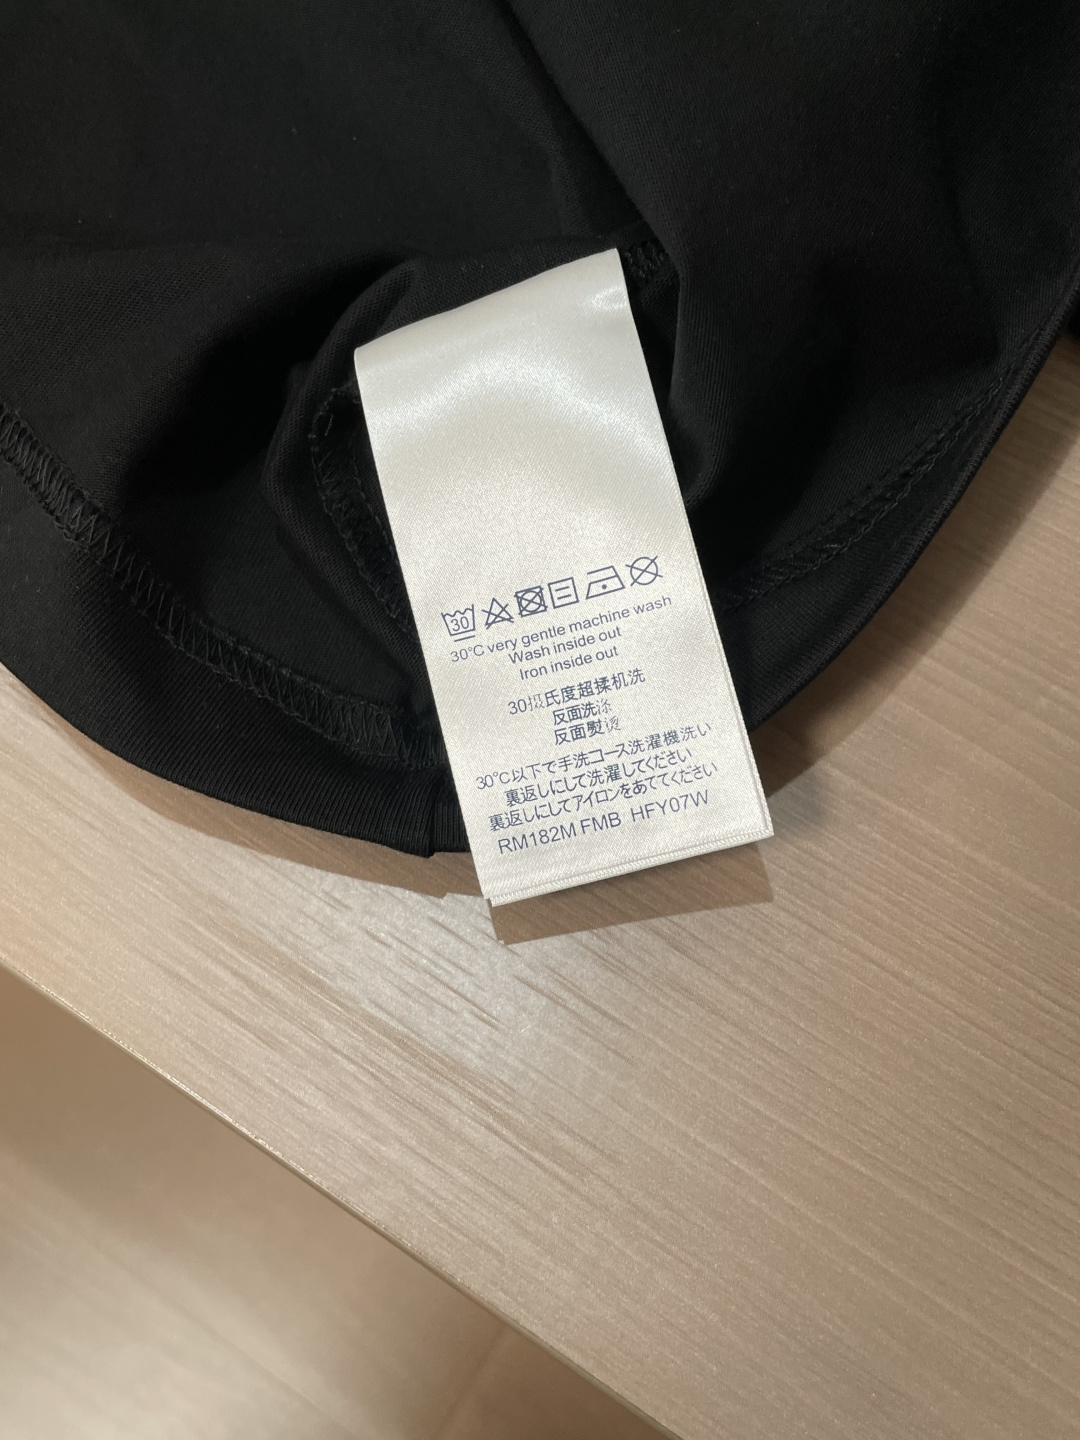 30
30°C very gentle machine wash
Wash inside out
Iron inside out
30摄氏度超揉机洗
反面洗涤
反面熨烫
30°C以下で手洗コース洗濯機洗い
裏返しにして洗濯してください
裏返しにしてアイロンをあててください
RM182M FMB HFY07W